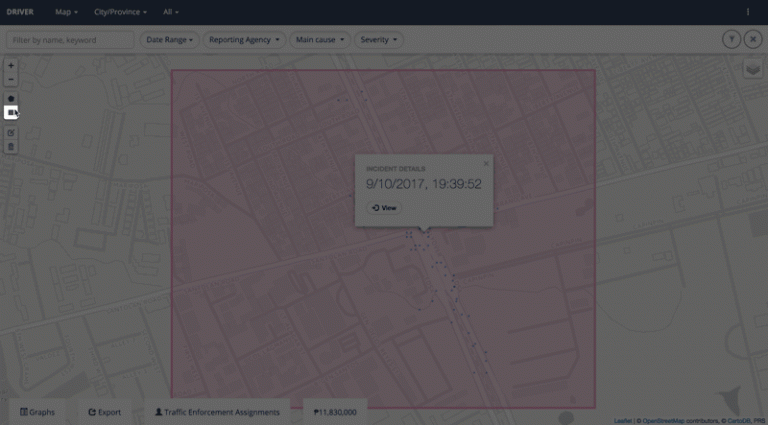 DRIVER Map City/Province All
Filter by name, keyword Date Range Reporting Agency Main cause Severity
+
−
INCIDENT DETAILS ×
9/10/2017, 19:39:52
View
Graphs Export Traffic Enforcement Assignments ₱11,830,000
Leaflet | © OpenStreetMap contributors, © CartoDB, PRS